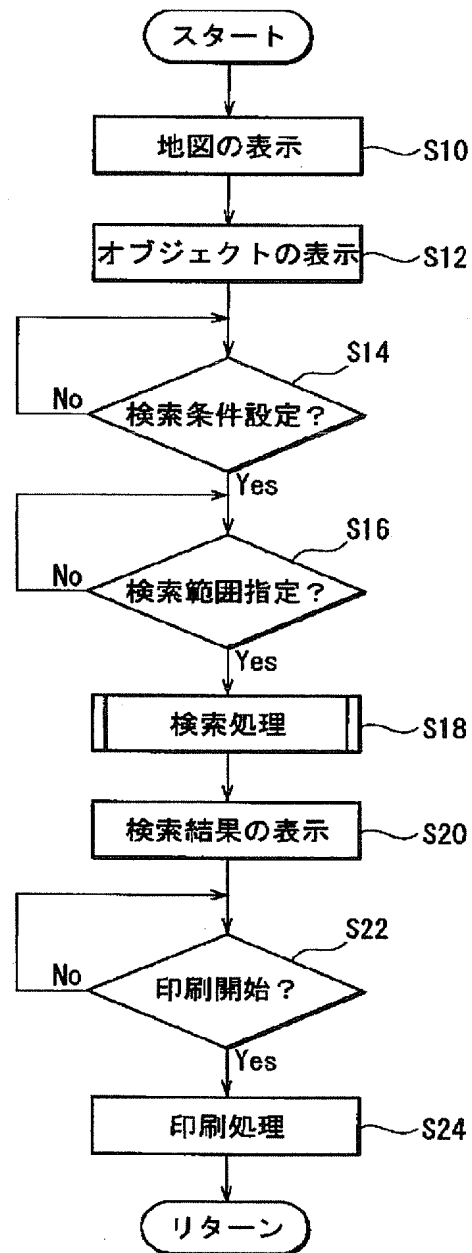 スタート
地図の表示
S10
オブジェクトの表示
S12
S14
No
検索条件設定?
Yes
S16
No
検索範囲指定?
Yes
検索処理
S18
検索結果の表示
S20
S22
No
印刷開始?
Yes
印刷処理
S24
リターン